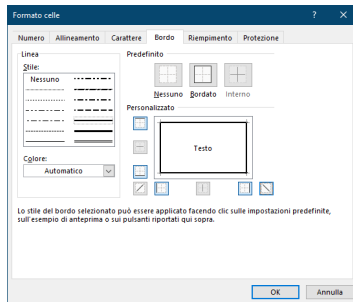 Formato celle
?
Numero Allineamento Carattere Bordo Riempimento Protezione
Linea
Stile:
Nessuno
Colore:
Automatico
Predefinito
Nessuno Bordato Interno
Personalizzato
Testo
Lo stile del bordo selezionato può essere applicato facendo clic sulle impostazioni predefinite,
sull'esempio di anteprima o sui pulsanti riportati qui sopra.
OK Annulla